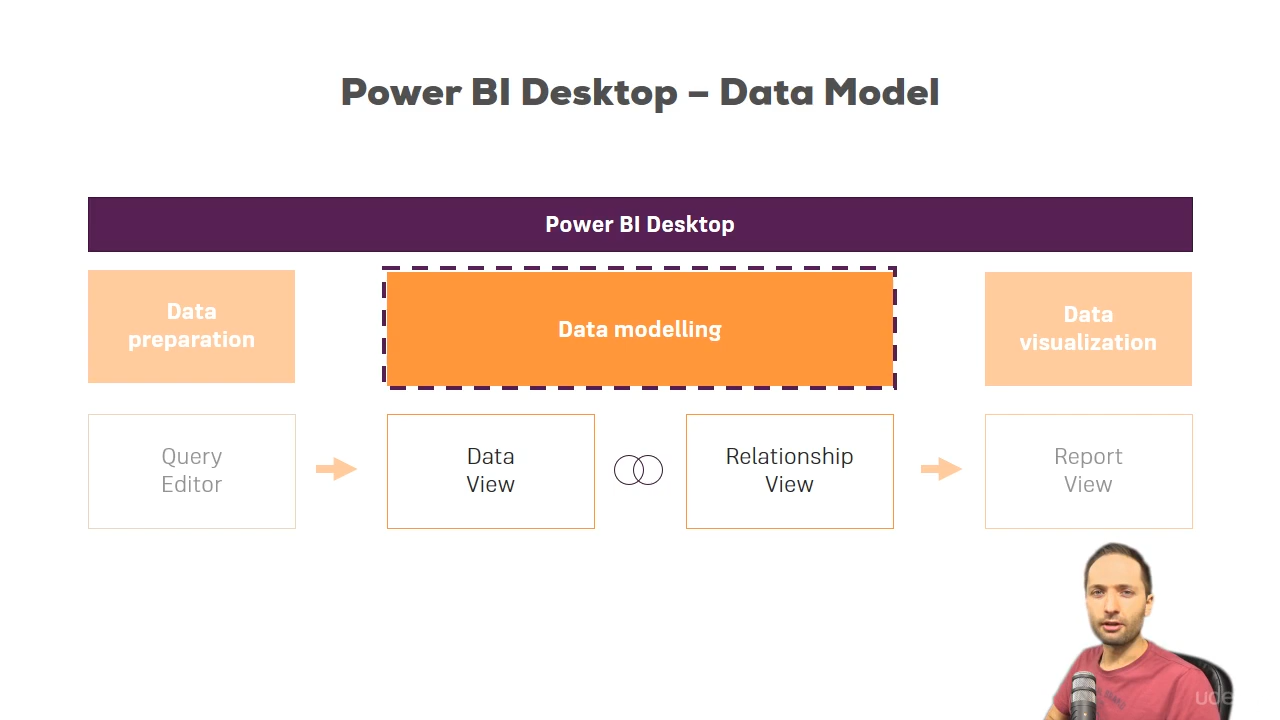 Power BI Desktop – Data Model
Power BI Desktop
Data
preparation
Data modelling
Data
visualization
Query
Editor
Data
View
Relationship
View
Report
View